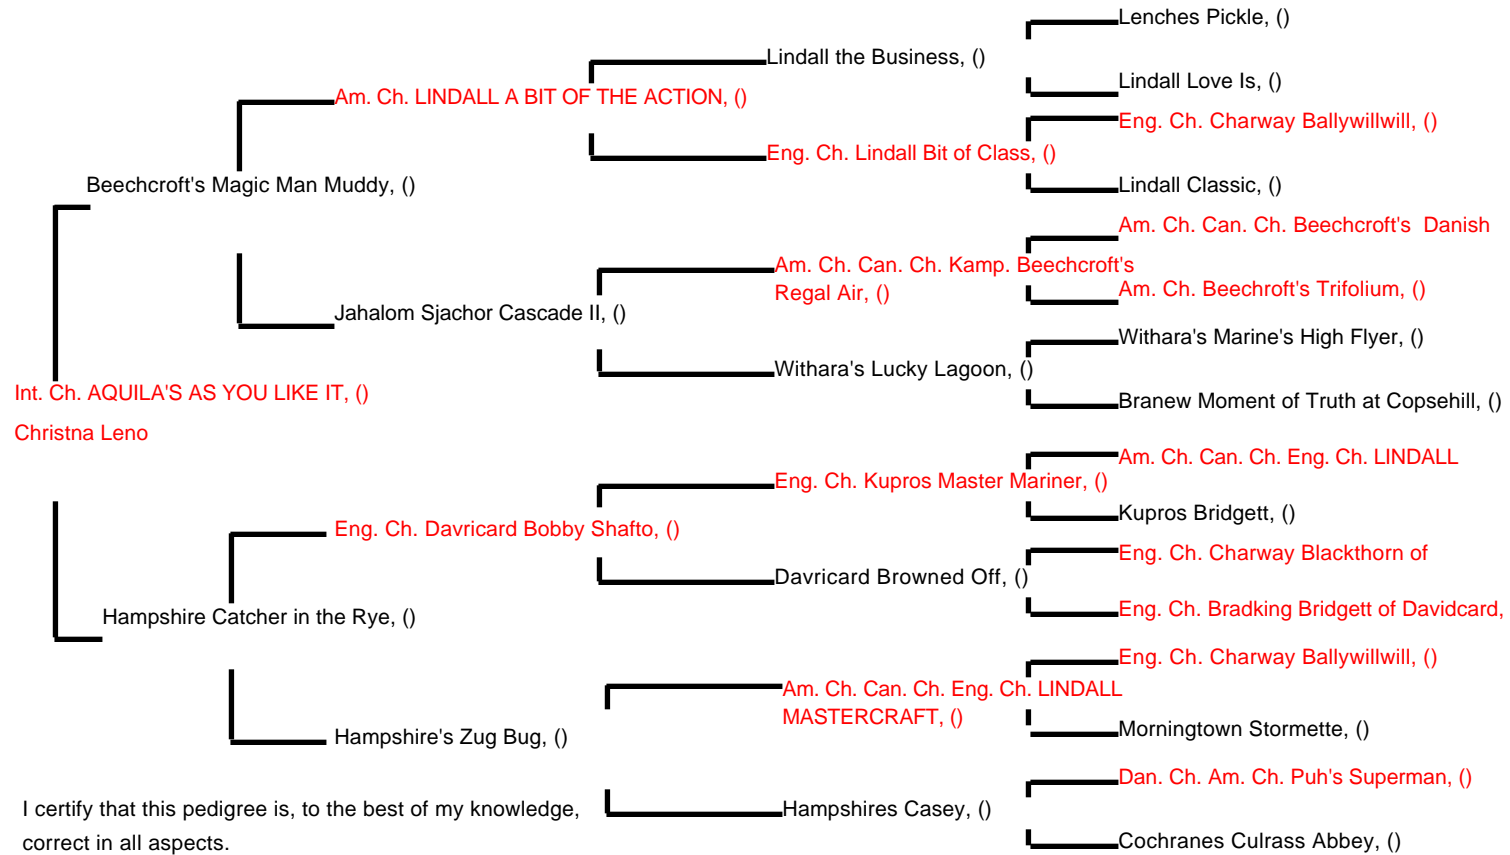 Lenches Pickle, ()
Lindall the Business, ()
Lindall Love Is, ()
Am. Ch. LINDALL A BIT OF THE ACTION, ()
Eng. Ch. Charway Ballywillwill, ()
Eng. Ch. Lindall Bit of Class, ()
Beechcroft's Magic Man Muddy, ()
Lindall Classic, ()
Am. Ch. Can. Ch. Beechcroft's  Danish
Am. Ch. Can. Ch. Kamp. Beechcroft's
Regal Air, ()
Am. Ch. Beechroft's Trifolium, ()
Jahalom Sjachor Cascade II, ()
Withara's Marine's High Flyer, ()
Withara's Lucky Lagoon, ()
Int. Ch. AQUILA'S AS YOU LIKE IT, ()
Branew Moment of Truth at Copsehill, ()
Christna Leno
Am. Ch. Can. Ch. Eng. Ch. LINDALL
Eng. Ch. Kupros Master Mariner, ()
Kupros Bridgett, ()
Eng. Ch. Davricard Bobby Shafto, ()
Eng. Ch. Charway Blackthorn of
Davricard Browned Off, ()
Eng. Ch. Bradking Bridgett of Davidcard,
Hampshire Catcher in the Rye, ()
Eng. Ch. Charway Ballywillwill, ()
Am. Ch. Can. Ch. Eng. Ch. LINDALL
MASTERCRAFT, ()
Morningtown Stormette, ()
Hampshire's Zug Bug, ()
Dan. Ch. Am. Ch. Puh's Superman, ()
Hampshires Casey, ()
Cochranes Culrass Abbey, ()
I certify that this pedigree is, to the best of my knowledge,
correct in all aspects.